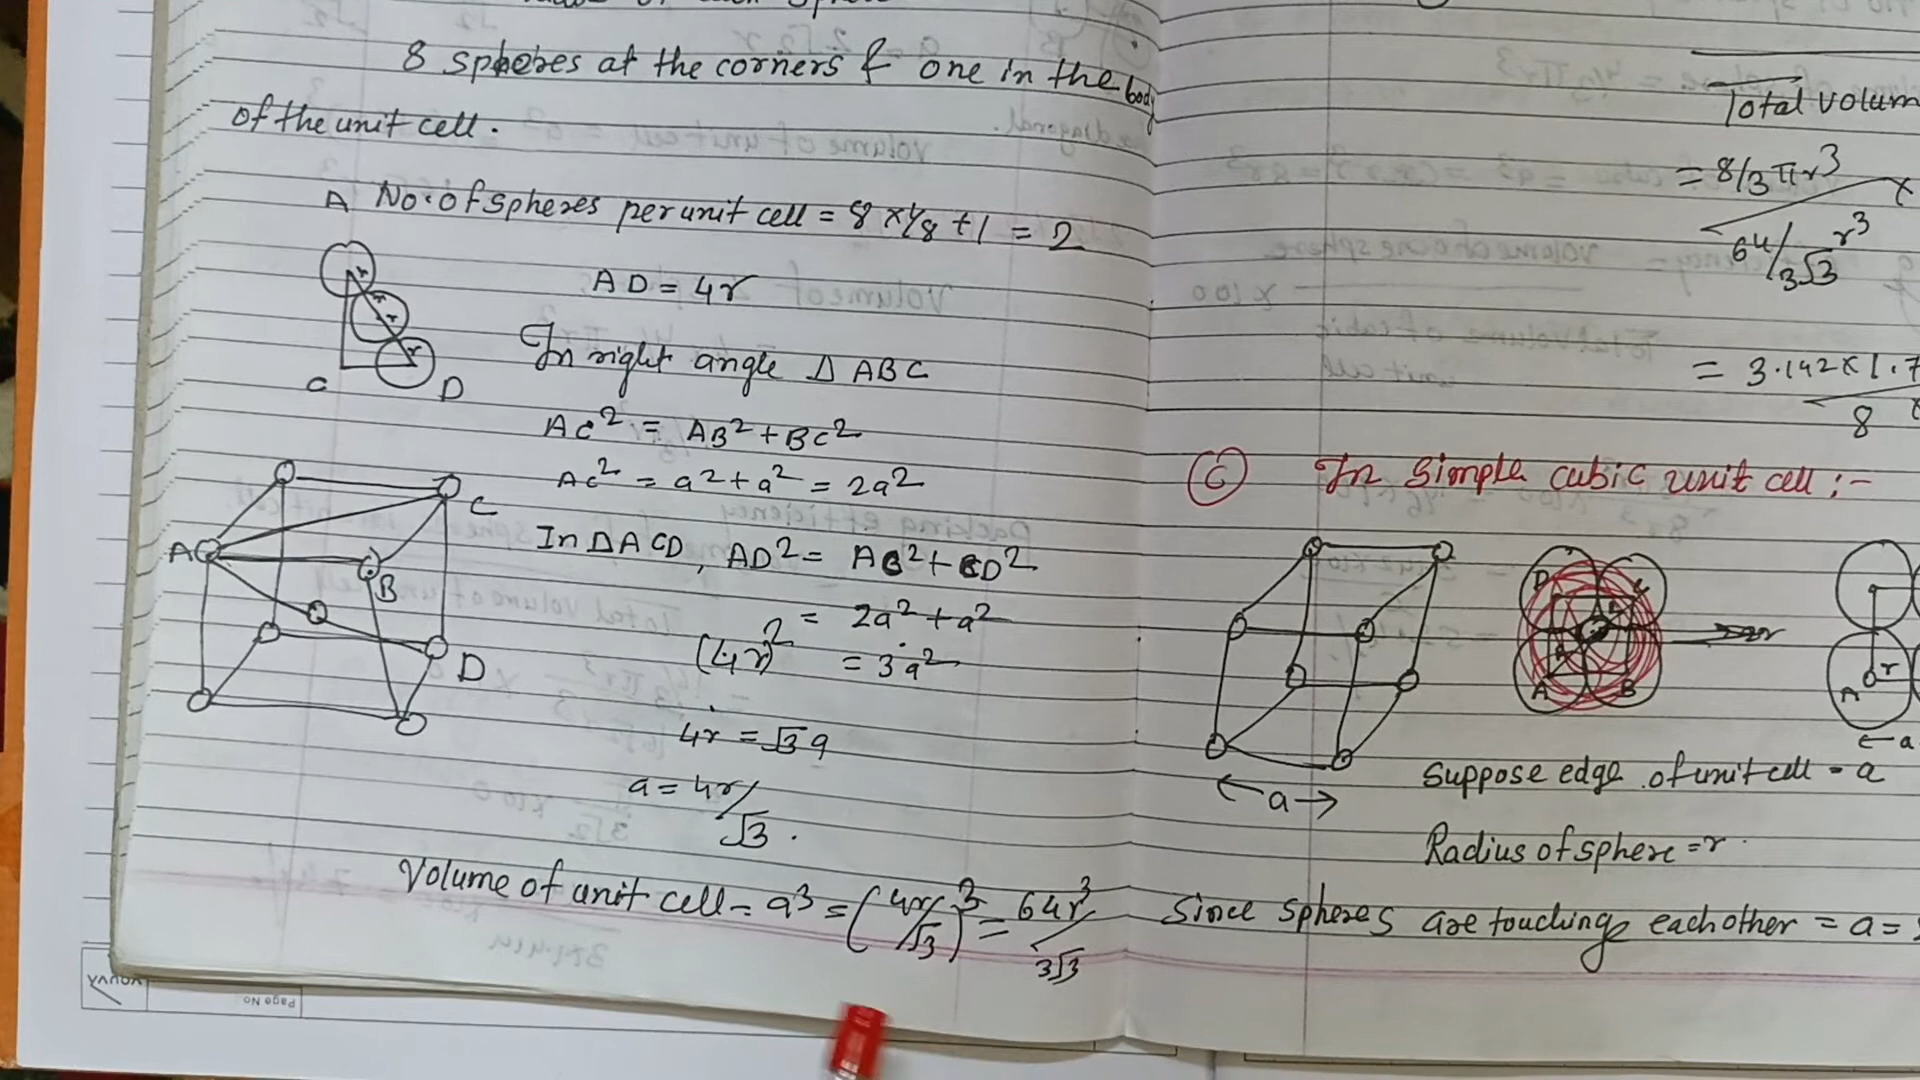 8 spheres at the corners & one in the body
of the unit cell.
A No. of spheres per unit cell = 8 x 1/8 + 1 = 2
r
r
r
r
C D
AD = 4r
In right angle Δ ABC
AC² = AB² + BC²
AC² = a² + a² = 2a²
In Δ ACD, AD² = AC² + CD²
= 2a² + a²
(4r)² = 3a²
4r = √3 a
a = 4r/√3.
A
B
C
D
Volume of unit cell = a³ = (4r/√3)³ = 64r³/3√3
Total volum
= 8/3 πr³
64/3√3 r³
= 3.142 x 1.7
8
C In Simple cubic unit cell :-
D C
A B
2r
A r
a
← a →
Suppose edge of unit cell = a
Radius of sphere = r
Since spheres are touching each other = a =
Page No